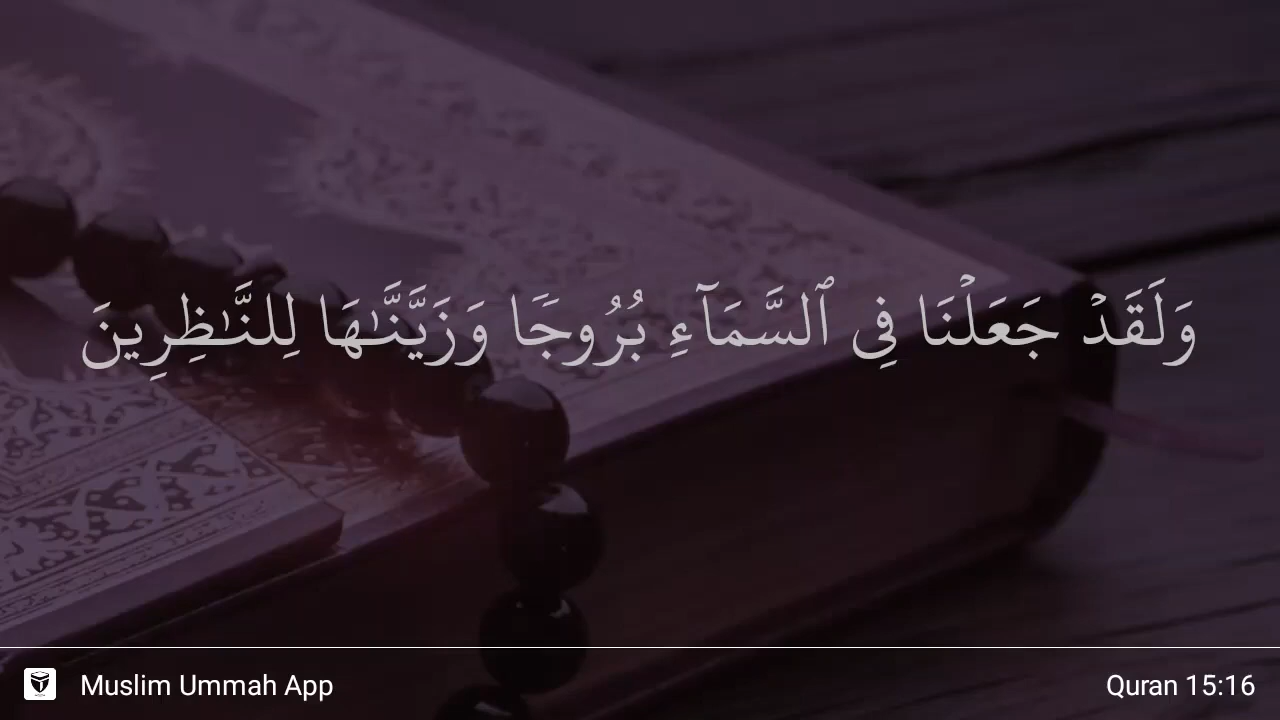 وَلَقَدْ جَعَلْنَا فِى ٱلسَّمَآءِ بُرُوجًا وَزَيَّنَّـٰهَا لِلنَّـٰظِرِينَ
Muslim Ummah App
Quran 15:16